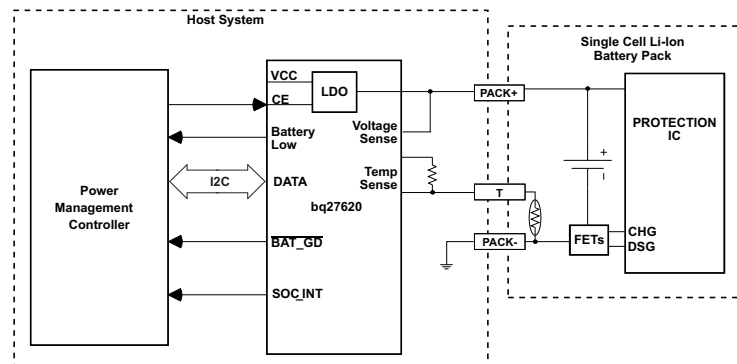 Host System
Single Cell Li-Ion
Battery Pack
VCC
LDO
CE
PACK+
PROTECTION
IC
Voltage
Sense
Battery
Low
+
–
Temp
Sense
I2C
DATA
T
Power
Management
Controller
bq27620
BAT_GD
PACK-
FETs
CHG
DSG
SOC_INT